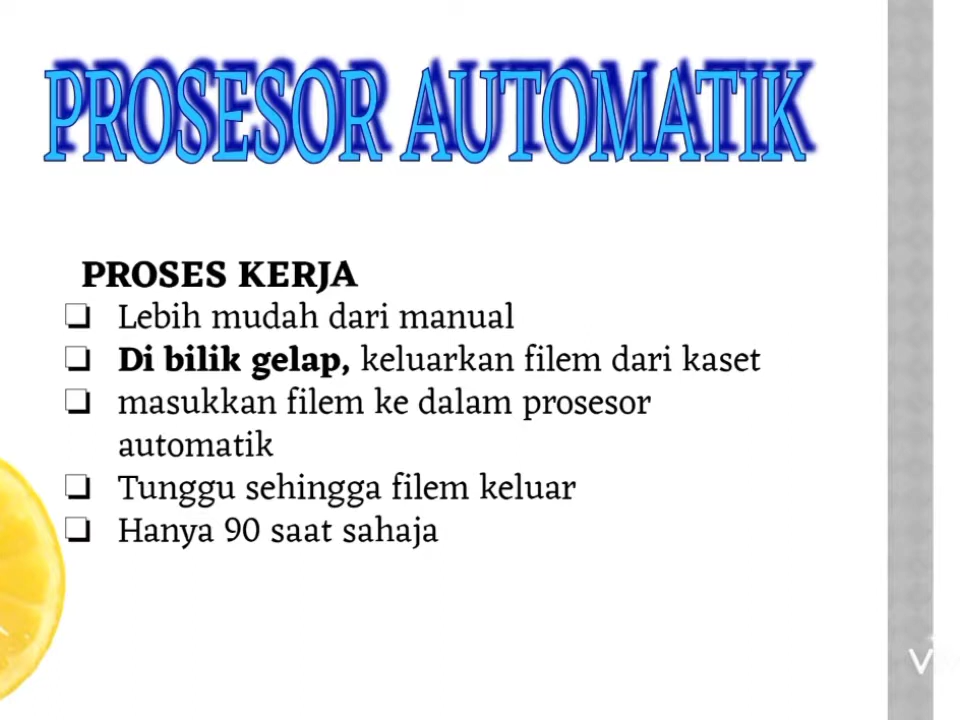 PROSESOR AUTOMATIK
PROSES KERJA
❑ Lebih mudah dari manual
❑ Di bilik gelap, keluarkan filem dari kaset
❑ masukkan filem ke dalam prosesor
automatik
❑ Tunggu sehingga filem keluar
❑ Hanya 90 saat sahaja